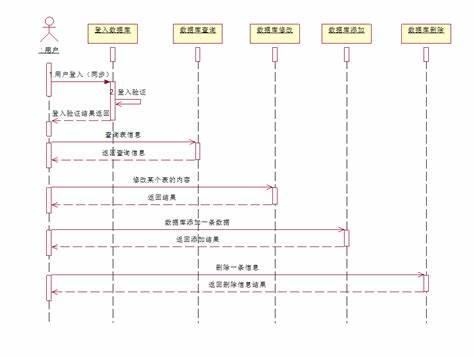 登入数据库
数据库查询
数据库修改
数据库添加
数据库删除
: 用户
1.用户登入（同步）
2. 登入验证
登入验证结果返回
查询表信息
返回查询信息
修改某个表的内容
返回结果
数据库添加一条数据
返回添加结果
删除一条信息
返回删除信息结果